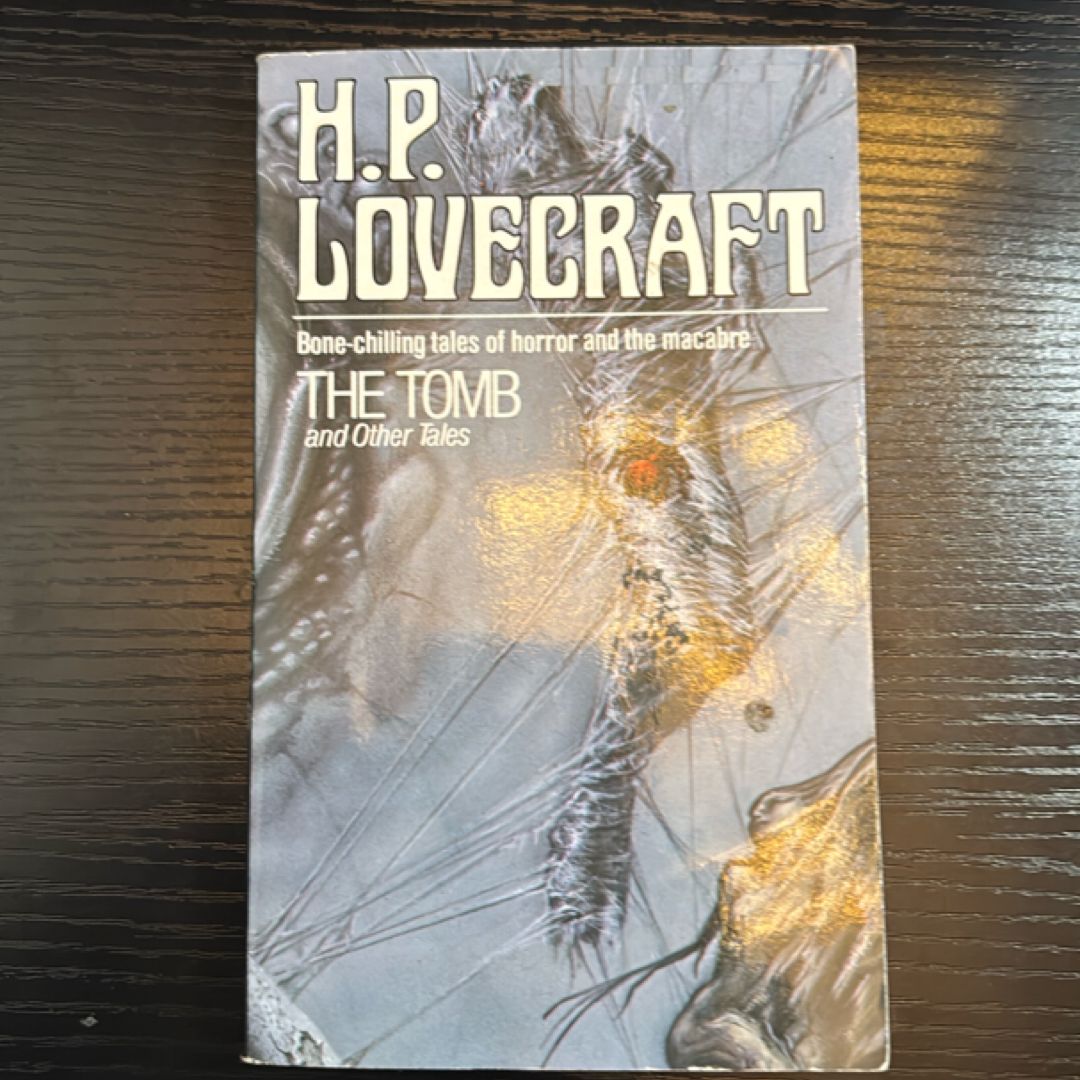 H.P.
LOVECRAFT
Bone-chilling tales of horror and the macabre
THE TOMB
and Other Tales